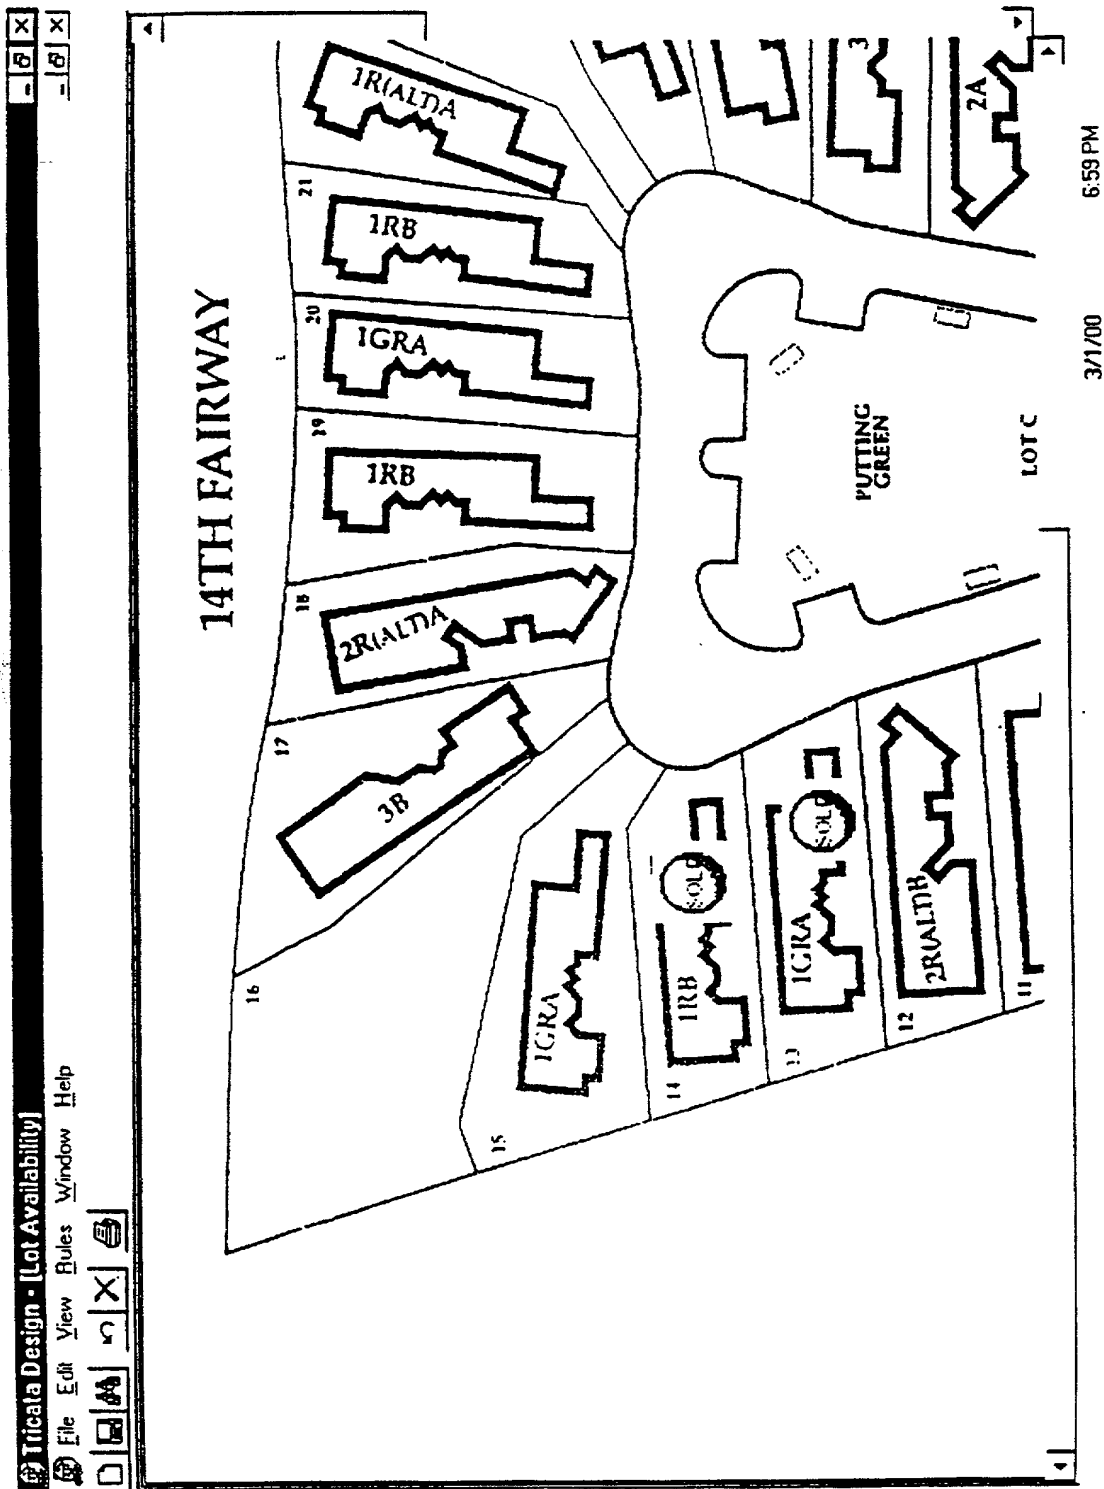 Tricata Design - [Lot Availability]
File Edit View Rules Window Help
14TH FAIRWAY
16
17
18
19
20
21
3B
2R(ALT)A
1RB
1GRA
1RB
1R(ALT)A
15
1GRA
14
1RB
SOLD
13
1GRA
SOLD
12
2R(ALT)B
11
PUTTING
GREEN
LOT C
3
2A
3/1/00
6:59 PM